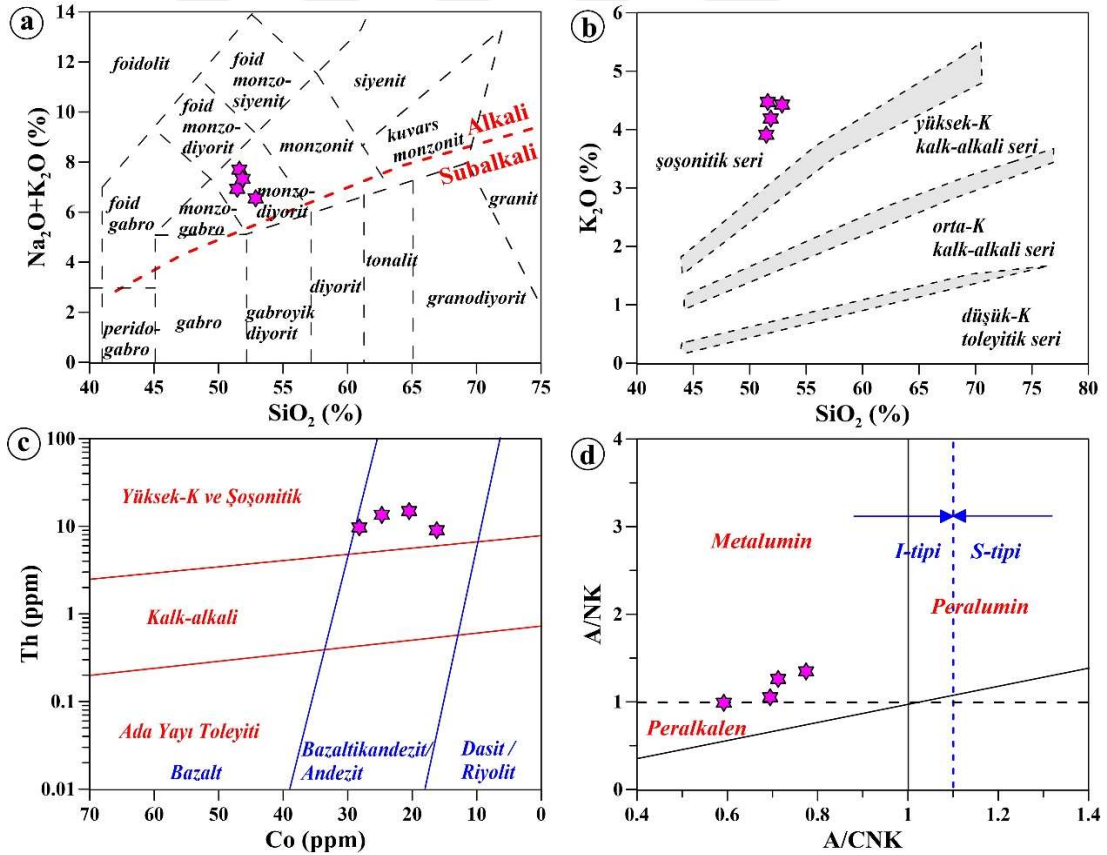 a
14
12
10
8
6
4
2
0
Na₂O+K₂O (%)
foidolit
foid
monzo-
siyenit
siyenit
foid
monzo-
diyorit
monzonit
kuvars
monzonit
Alkali
Subalkali
foid
gabro
monzo-
gabro
monzo-
diyorit
granit
perido-
gabro
gabro
gabroyik
diyorit
diyorit
tonalit
granodiyorit
40 45 50 55 60 65 70 75
SiO₂ (%)
b
6
5
4
3
2
1
0
K₂O (%)
şoşonitik seri
yüksek-K
kalk-alkali seri
orta-K
kalk-alkali seri
düşük-K
toleyitik seri
40 45 50 55 60 65 70 75 80
SiO₂ (%)
c
100
10
1
0.1
0.01
Th (ppm)
Yüksek-K ve Şoşonitik
Kalk-alkali
Ada Yayı Toleyiti
Bazalt
Bazaltikandezit/
Andezit
Dasit /
Riyolit
70 60 50 40 30 20 10 0
Co (ppm)
d
4
3
2
1
0
A/NK
Metalumin
I-tipi
S-tipi
Peralumin
Peralkalen
0.4 0.6 0.8 1 1.2 1.4
A/CNK